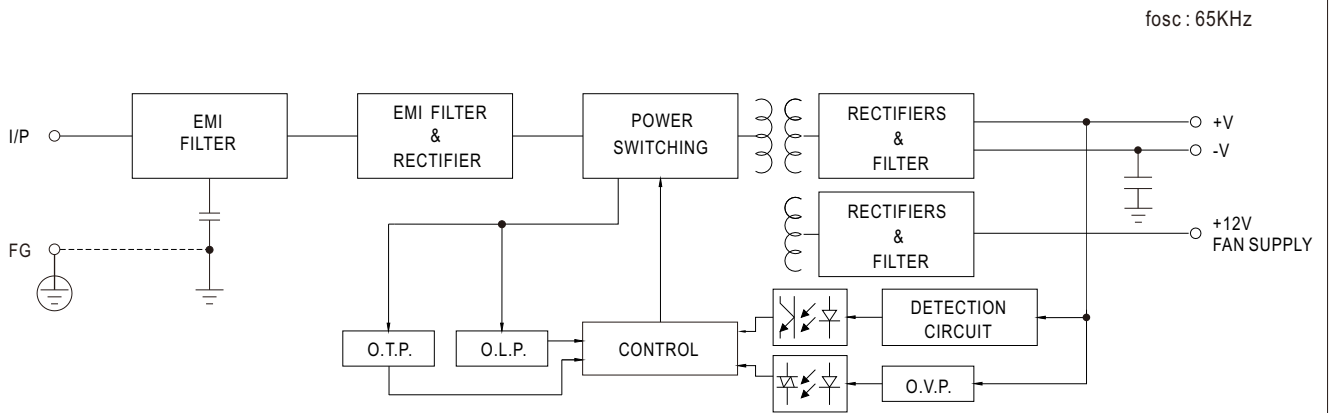 fosc : 65KHz
I/P
EMI
FILTER
EMI FILTER
&
RECTIFIER
POWER
SWITCHING
RECTIFIERS
&
FILTER
+V
-V
RECTIFIERS
&
FILTER
+12V
FAN SUPPLY
FG
O.T.P.
O.L.P.
CONTROL
DETECTION
CIRCUIT
O.V.P.